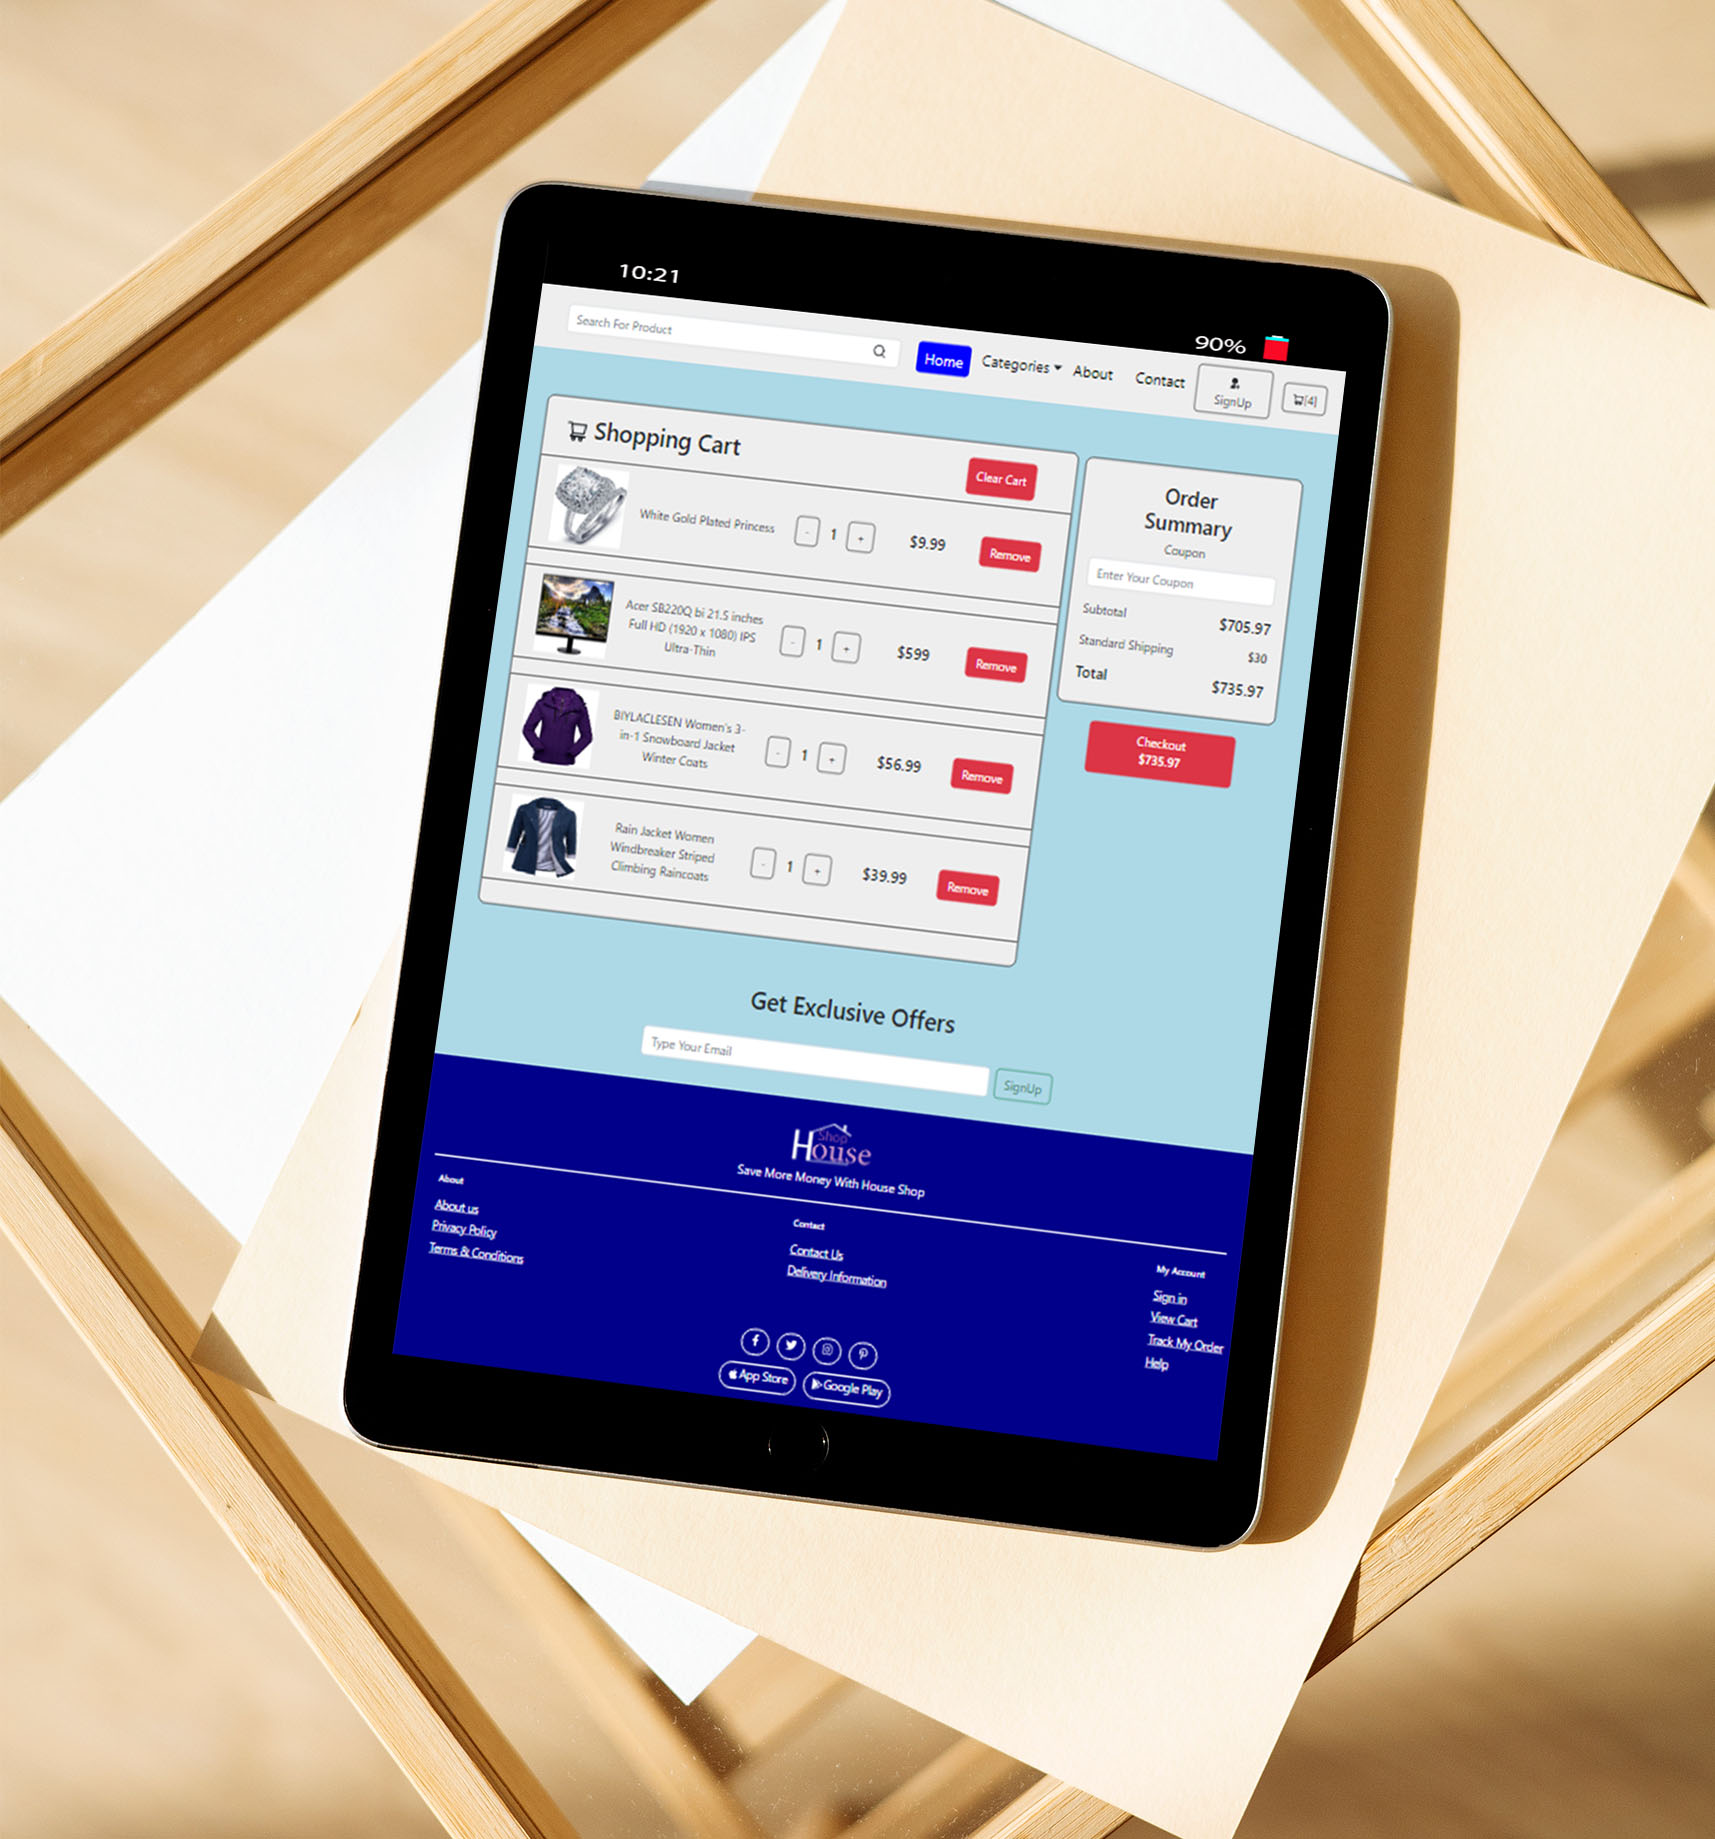 10:21
90%
Search For Product
Home
Categories
About
Contact
SignUp
[4]
Shopping Cart
Clear Cart
White Gold Plated Princess
- 1 +
$9.99
Remove
Acer SB220Q bi 21.5 inches
Full HD (1920 x 1080) IPS
Ultra-Thin
- 1 +
$599
Remove
BIYLACLESEN Women's 3-
in-1 Snowboard Jacket
Winter Coats
- 1 +
$56.99
Remove
Rain Jacket Women
Windbreaker Striped
Climbing Raincoats
- 1 +
$39.99
Remove
Order
Summary
Coupon
Enter Your Coupon
Subtotal $705.97
Standard Shipping $30
Total $735.97
Checkout
$735.97
Get Exclusive Offers
Type Your Email
SignUp
Shop
House
Save More Money With House Shop
About
About us
Privacy Policy
Terms & Conditions
Contact
Contact Us
Delivery Information
My Account
Sign in
View Cart
Track My Order
Help
App Store
Google Play